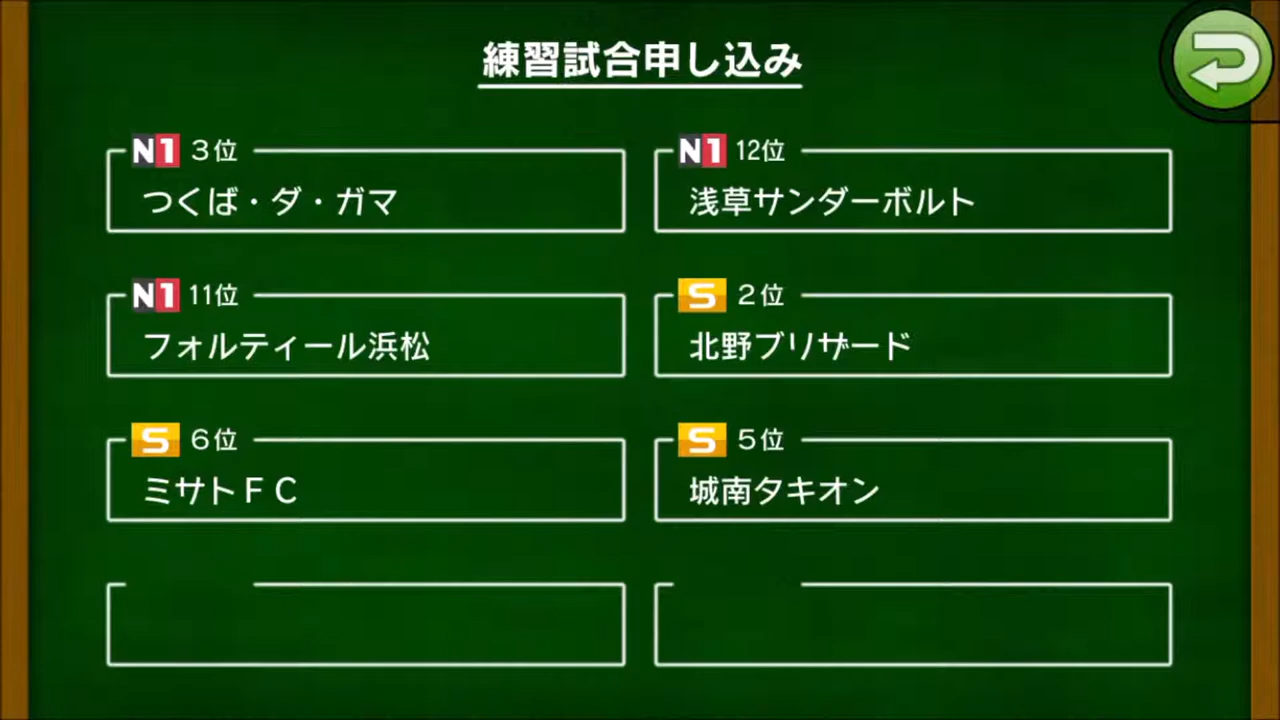 練習試合申し込み
N1 3位
つくば・ダ・ガマ
N1 12位
浅草サンダーボルト
N1 11位
フォルティール浜松
S 2位
北野ブリザード
S 6位
ミサトFC
S 5位
城南タキオン